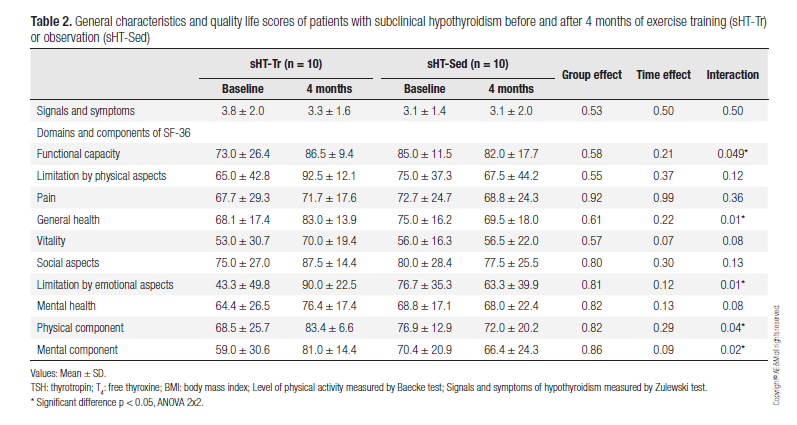 Table 2. General characteristics and quality life scores of patients with subclinical hypothyroidism before and after 4 months of exercise training (sHT-Tr)
or observation (sHT-Sed)
sHT-Tr (n = 10) sHT-Sed (n = 10) Group effect Time effect Interaction
Baseline 4 months Baseline 4 months
Signals and symptoms 3.8 ± 2.0 3.3 ± 1.6 3.1 ± 1.4 3.1 ± 2.0 0.53 0.50 0.50
Domains and components of SF-36
Functional capacity 73.0 ± 26.4 86.5 ± 9.4 85.0 ± 11.5 82.0 ± 17.7 0.58 0.21 0.049*
Limitation by physical aspects 65.0 ± 42.8 92.5 ± 12.1 75.0 ± 37.3 67.5 ± 44.2 0.55 0.37 0.12
Pain 67.7 ± 29.3 71.7 ± 17.6 72.7 ± 24.7 68.8 ± 24.3 0.92 0.99 0.36
General health 68.1 ± 17.4 83.0 ± 13.9 75.0 ± 16.2 69.5 ± 18.0 0.61 0.22 0.01*
Vitality 53.0 ± 30.7 70.0 ± 19.4 56.0 ± 16.3 56.5 ± 22.0 0.57 0.07 0.08
Social aspects 75.0 ± 27.0 87.5 ± 14.4 80.0 ± 28.4 77.5 ± 25.5 0.80 0.30 0.13
Limitation by emotional aspects 43.3 ± 49.8 90.0 ± 22.5 76.7 ± 35.3 63.3 ± 39.9 0.81 0.12 0.01*
Mental health 64.4 ± 26.5 76.4 ± 17.4 68.8 ± 17.1 68.0 ± 22.4 0.82 0.13 0.08
Physical component 68.5 ± 25.7 83.4 ± 6.6 76.9 ± 12.9 72.0 ± 20.2 0.82 0.29 0.04*
Mental component 59.0 ± 30.6 81.0 ± 14.4 70.4 ± 20.9 66.4 ± 24.3 0.86 0.09 0.02*
Values: Mean ± SD.
TSH: thyrotropin; T4: free thyroxine; BMI: body mass index; Level of physical activity measured by Baecke test; Signals and symptoms of hypothyroidism measured by Zulewski test.
* Significant difference p < 0.05, ANOVA 2x2.
Copyright® AE&M all rights reserved.